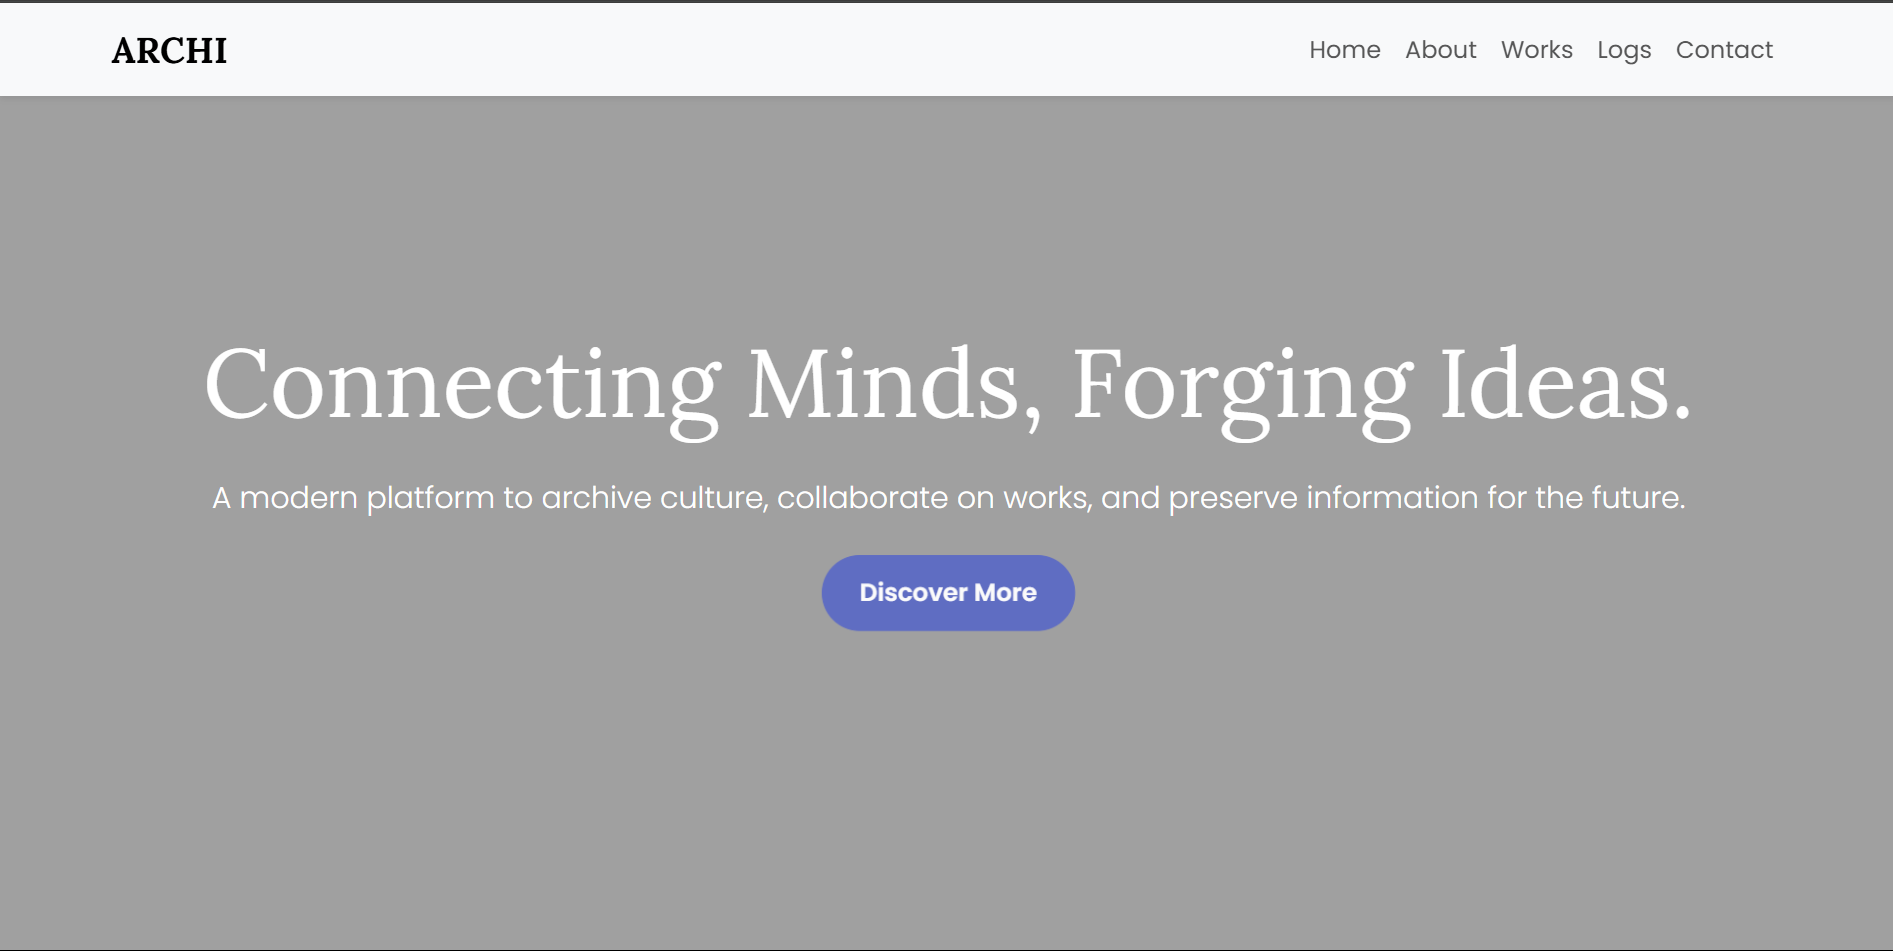 ARCHI
Home About Works Logs Contact
Connecting Minds, Forging Ideas.
A modern platform to archive culture, collaborate on works, and preserve information for the future.
Discover More